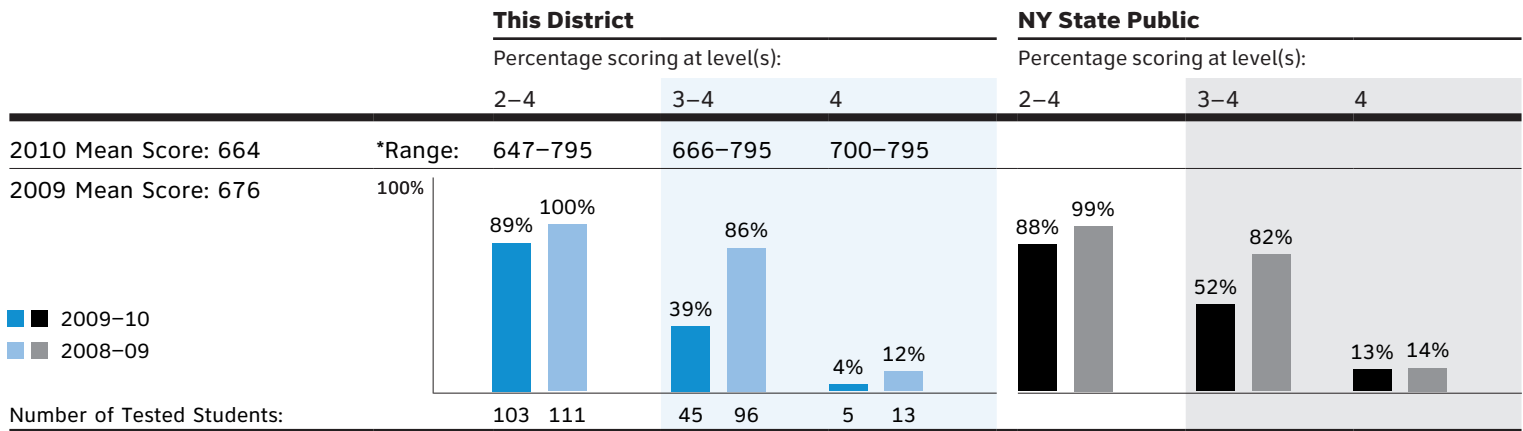 This District NY State Public
Percentage scoring at level(s): Percentage scoring at level(s):
2–4 3–4 4 2–4 3–4 4
2010 Mean Score: 664 *Range: 647–795 666–795 700–795
2009 Mean Score: 676 100%
89% 100% 86% 39% 4% 12% 88% 99% 52% 82% 13% 14%
2009–10
2008–09
Number of Tested Students: 103 111 45 96 5 13